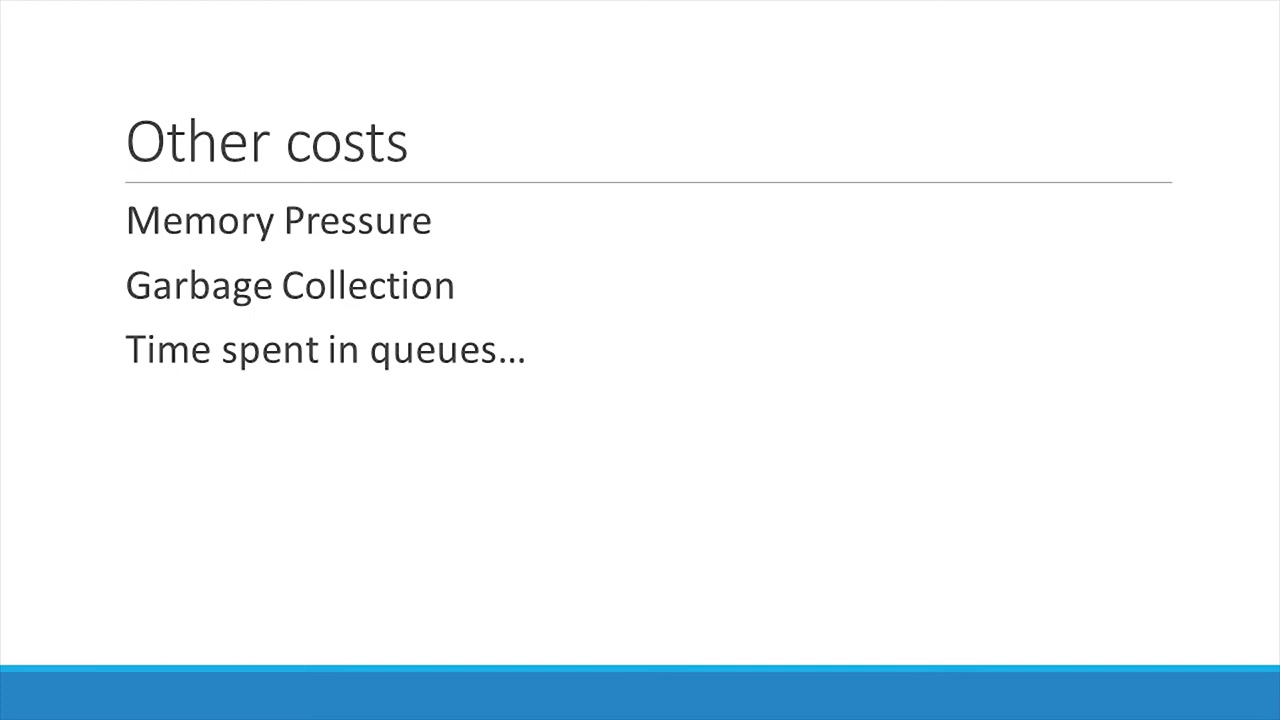 Other costs
Memory Pressure
Garbage Collection
Time spent in queues…